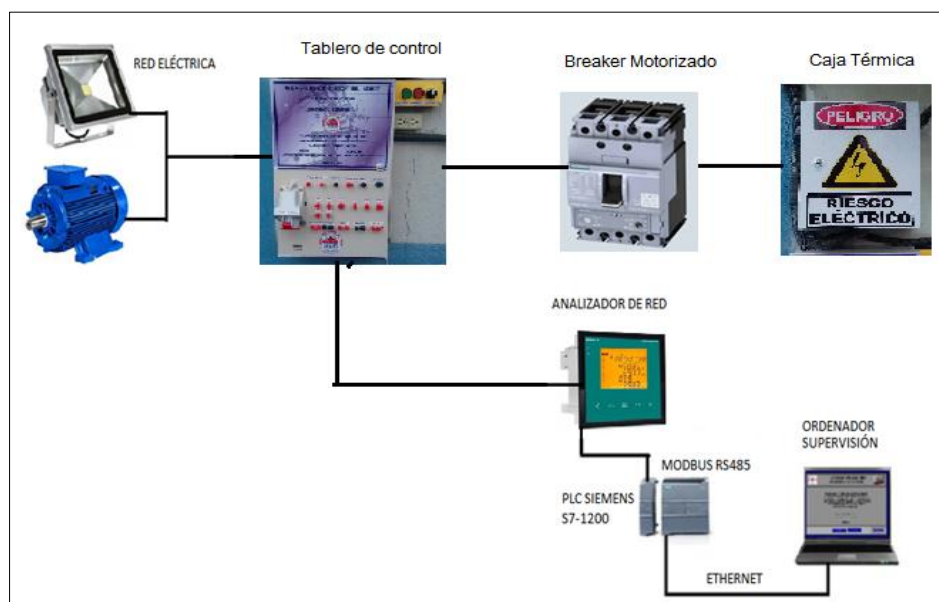 RED ELÉCTRICA
Tablero de control
Breaker Motorizado
Caja Térmica
PELIGRO
RIESGO
ELÉCTRICO
ANALIZADOR DE RED
ORDENADOR
SUPERVISIÓN
MODBUS RS485
PLC SIEMENS
S7-1200
ETHERNET